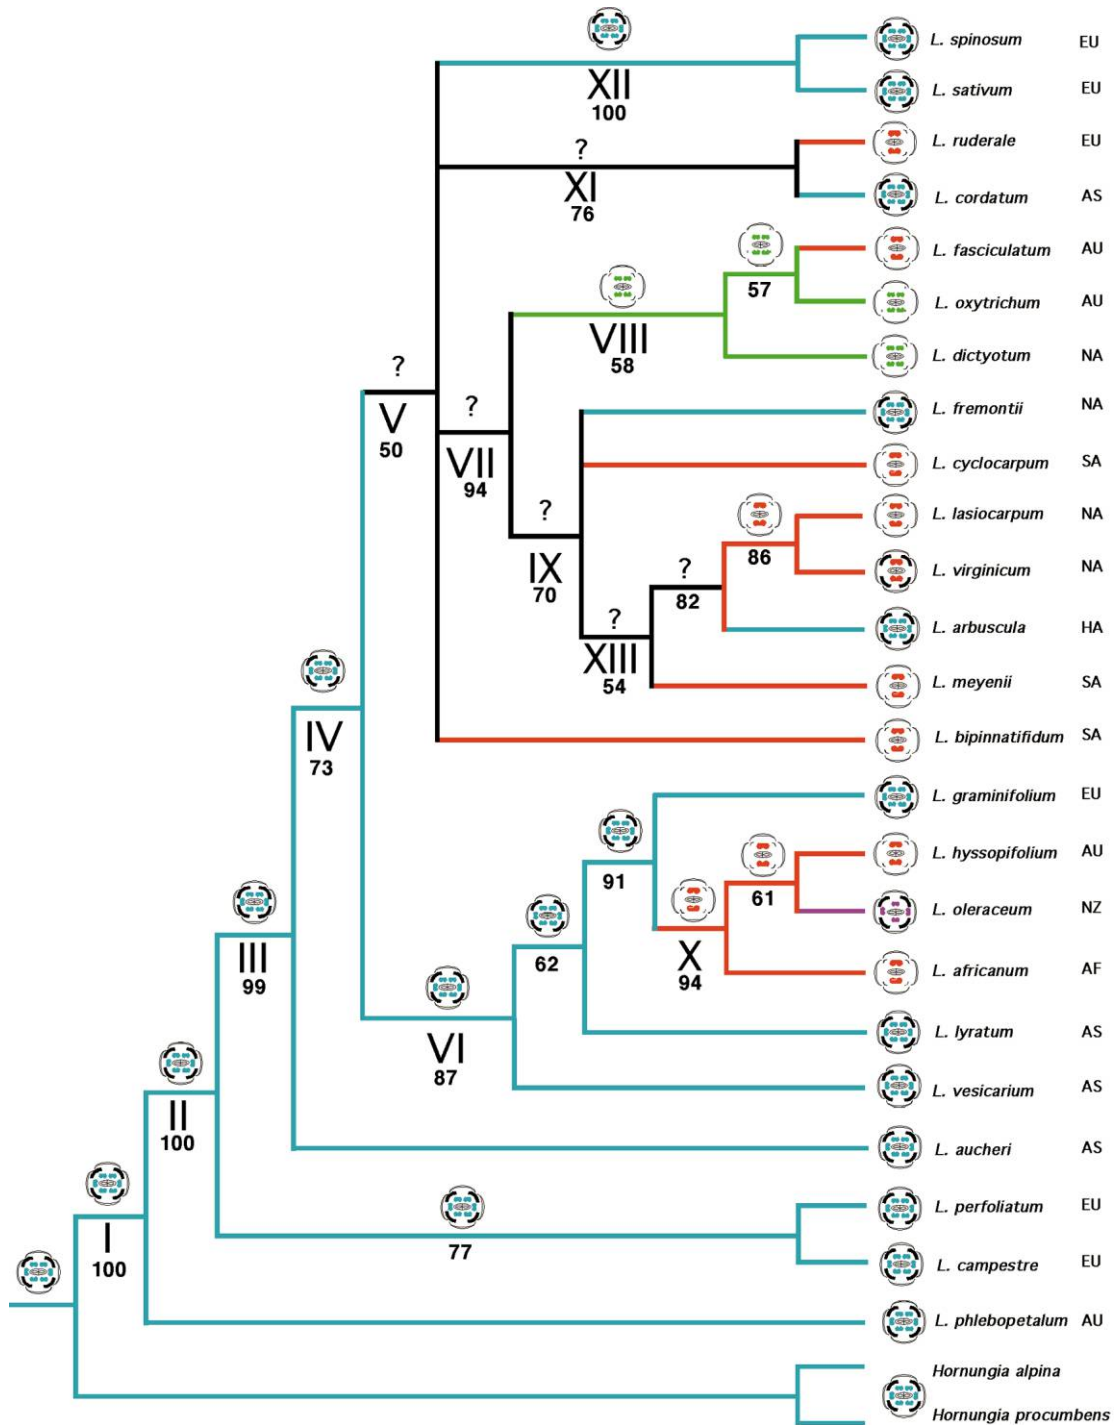 L. spinosum EU
XII
100
L. sativum EU
?
L. ruderale EU
XI
76
L. cordatum AS
L. fasciculatum AU
57
L. oxytrichum AU
VIII
58
L. dictyotum NA
?
V
50
L. fremontii NA
?
VII
94
L. cyclocarpum SA
L. lasiocarpum NA
?
IX
70
86
L. virginicum NA
?
82
L. arbuscula HA
?
XIII
54
L. meyenii SA
IV
73
L. bipinnatifidum SA
L. graminifolium EU
91
L. hyssopifolium AU
61
L. oleraceum NZ
III
99
62
X
94
L. africanum AF
L. lyratum AS
VI
87
L. vesicarium AS
II
100
L. aucheri AS
L. perfoliatum EU
77
L. campestre EU
I
100
L. phlebopetalum AU
Hornungia alpina
Hornungia procumbens